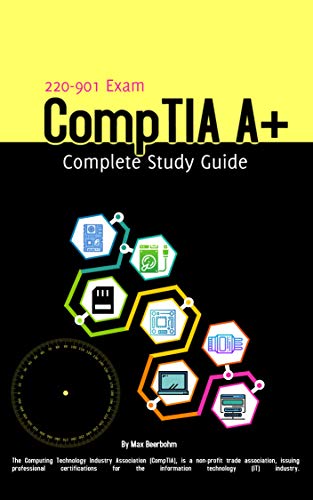 220-901 Exam
CompTIA A+
Complete Study Guide
By Max Beerbohm
The Computing Technology Industry Association (CompTIA), is a non-profit trade association, issuing
professional certifications for the information technology (IT) industry.